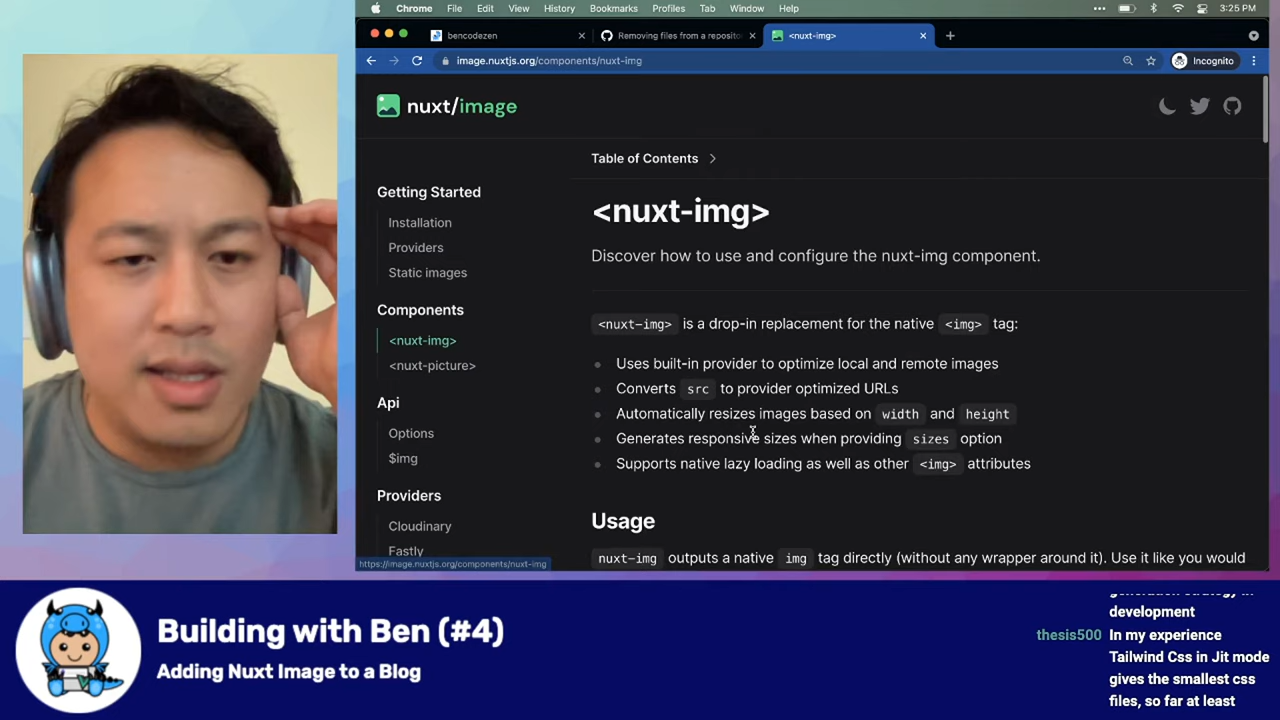 Chrome File Edit View History Bookmarks Profiles Tab Window Help 3:25 PM
bencodezen
Removing files from a reposito
<nuxt-img>
image.nuxtjs.org/components/nuxt-img
Incognito
nuxt/image
Getting Started
Installation
Providers
Static images
Components
<nuxt-img>
<nuxt-picture>
Api
Options
$img
Providers
Cloudinary
Fastly
https://image.nuxtjs.org/components/nuxt-img
Table of Contents
<nuxt-img>
Discover how to use and configure the nuxt-img component.
<nuxt-img> is a drop-in replacement for the native <img> tag:
Uses built-in provider to optimize local and remote images
Converts src to provider optimized URLs
Automatically resizes images based on width and height
Generates responsive sizes when providing sizes option
Supports native lazy loading as well as other <img> attributes
Usage
nuxt-img outputs a native img tag directly (without any wrapper around it). Use it like you would
Building with Ben (#4)
Adding Nuxt Image to a Blog
generation strategy in
development
thesis500 In my experience
Tailwind Css in Jit mode
gives the smallest css
files, so far at least